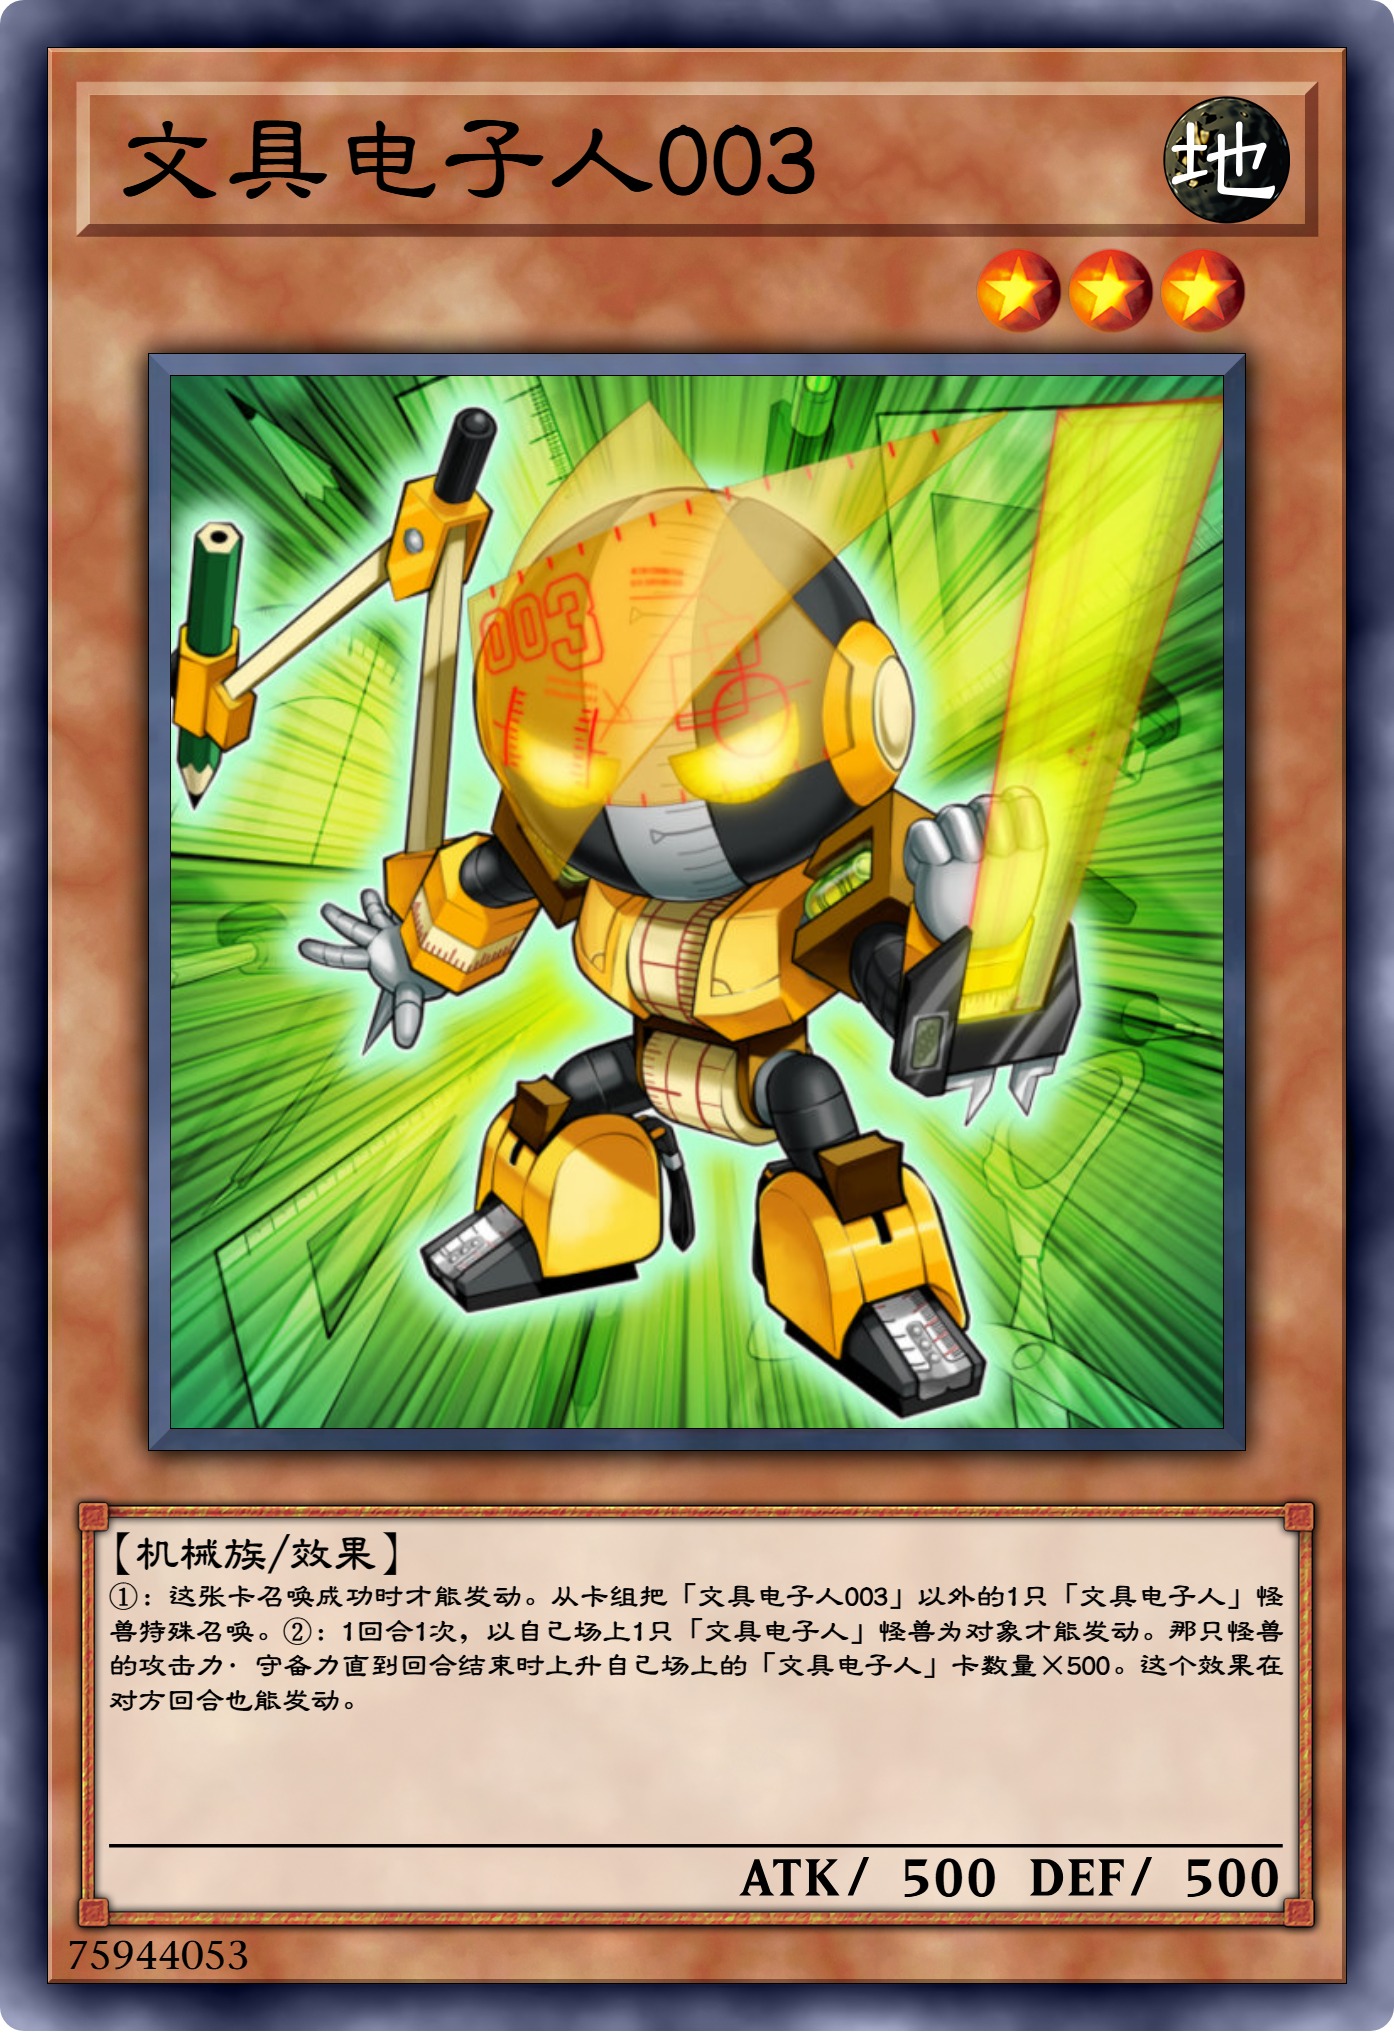 文具电子人003
地
003
【机械族/效果】
①：这张卡召唤成功时才能发动。从卡组把「文具电子人003」以外的1只「文具电子人」怪
兽特殊召唤。②：1回合1次，以自己场上1只「文具电子人」怪兽为对象才能发动。那只怪兽
的攻击力·守备力直到回合结束时上升自己场上的「文具电子人」卡数量×500。这个效果在
对方回合也能发动。
ATK/ 500 DEF/ 500
75944053